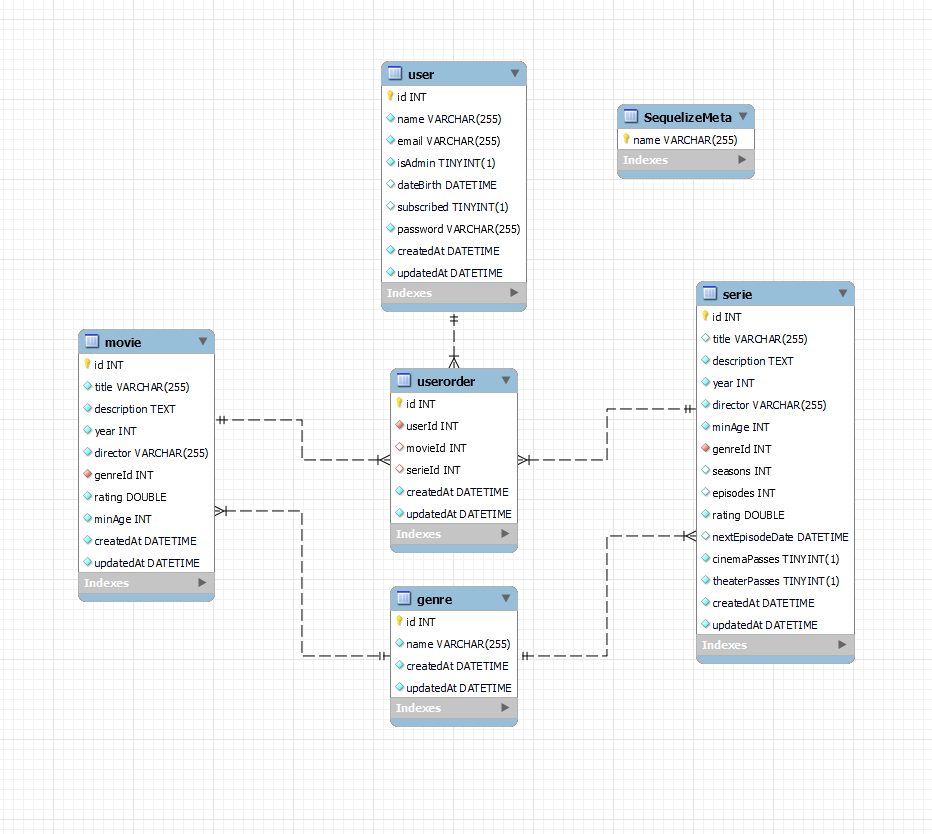 user
id INT
name VARCHAR(255)
email VARCHAR(255)
isAdmin TINYINT(1)
dateBirth DATETIME
subscribed TINYINT(1)
password VARCHAR(255)
createdAt DATETIME
updatedAt DATETIME
Indexes
SequelizeMeta
name VARCHAR(255)
Indexes
movie
id INT
title VARCHAR(255)
description TEXT
year INT
director VARCHAR(255)
genreId INT
rating DOUBLE
minAge INT
createdAt DATETIME
updatedAt DATETIME
Indexes
userorder
id INT
userId INT
movieId INT
serieId INT
createdAt DATETIME
updatedAt DATETIME
Indexes
serie
id INT
title VARCHAR(255)
description TEXT
year INT
director VARCHAR(255)
minAge INT
genreId INT
seasons INT
episodes INT
rating DOUBLE
nextEpisodeDate DATETIME
cinemaPasses TINYINT(1)
theaterPasses TINYINT(1)
createdAt DATETIME
updatedAt DATETIME
Indexes
genre
id INT
name VARCHAR(255)
createdAt DATETIME
updatedAt DATETIME
Indexes